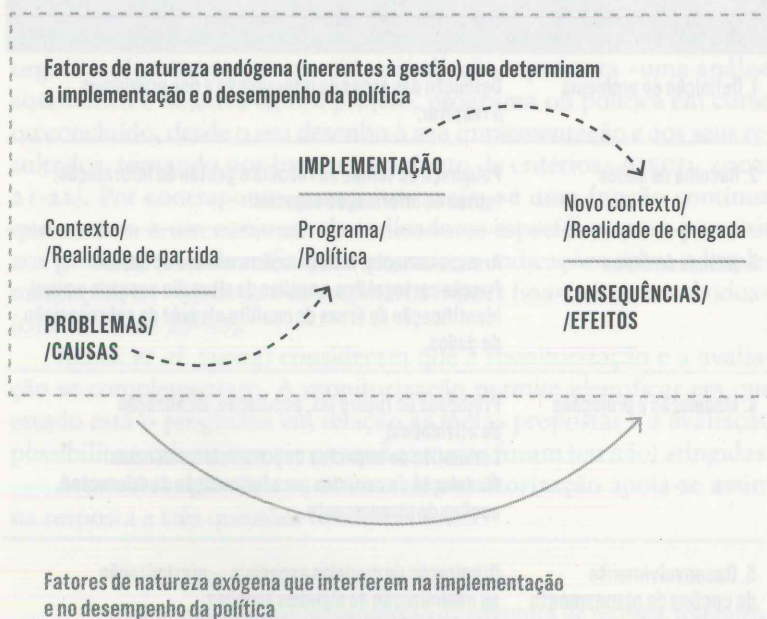 Fatores de natureza endógena (inerentes à gestão) que determinam
a implementação e o desempenho da política
IMPLEMENTAÇÃO
Programa/
/Política
Contexto/
/Realidade de partida
PROBLEMAS/
/CAUSAS
Novo contexto/
/Realidade de chegada
CONSEQUÊNCIAS/
/EFEITOS
Fatores de natureza exógena que interferem na implementação
e no desempenho da política